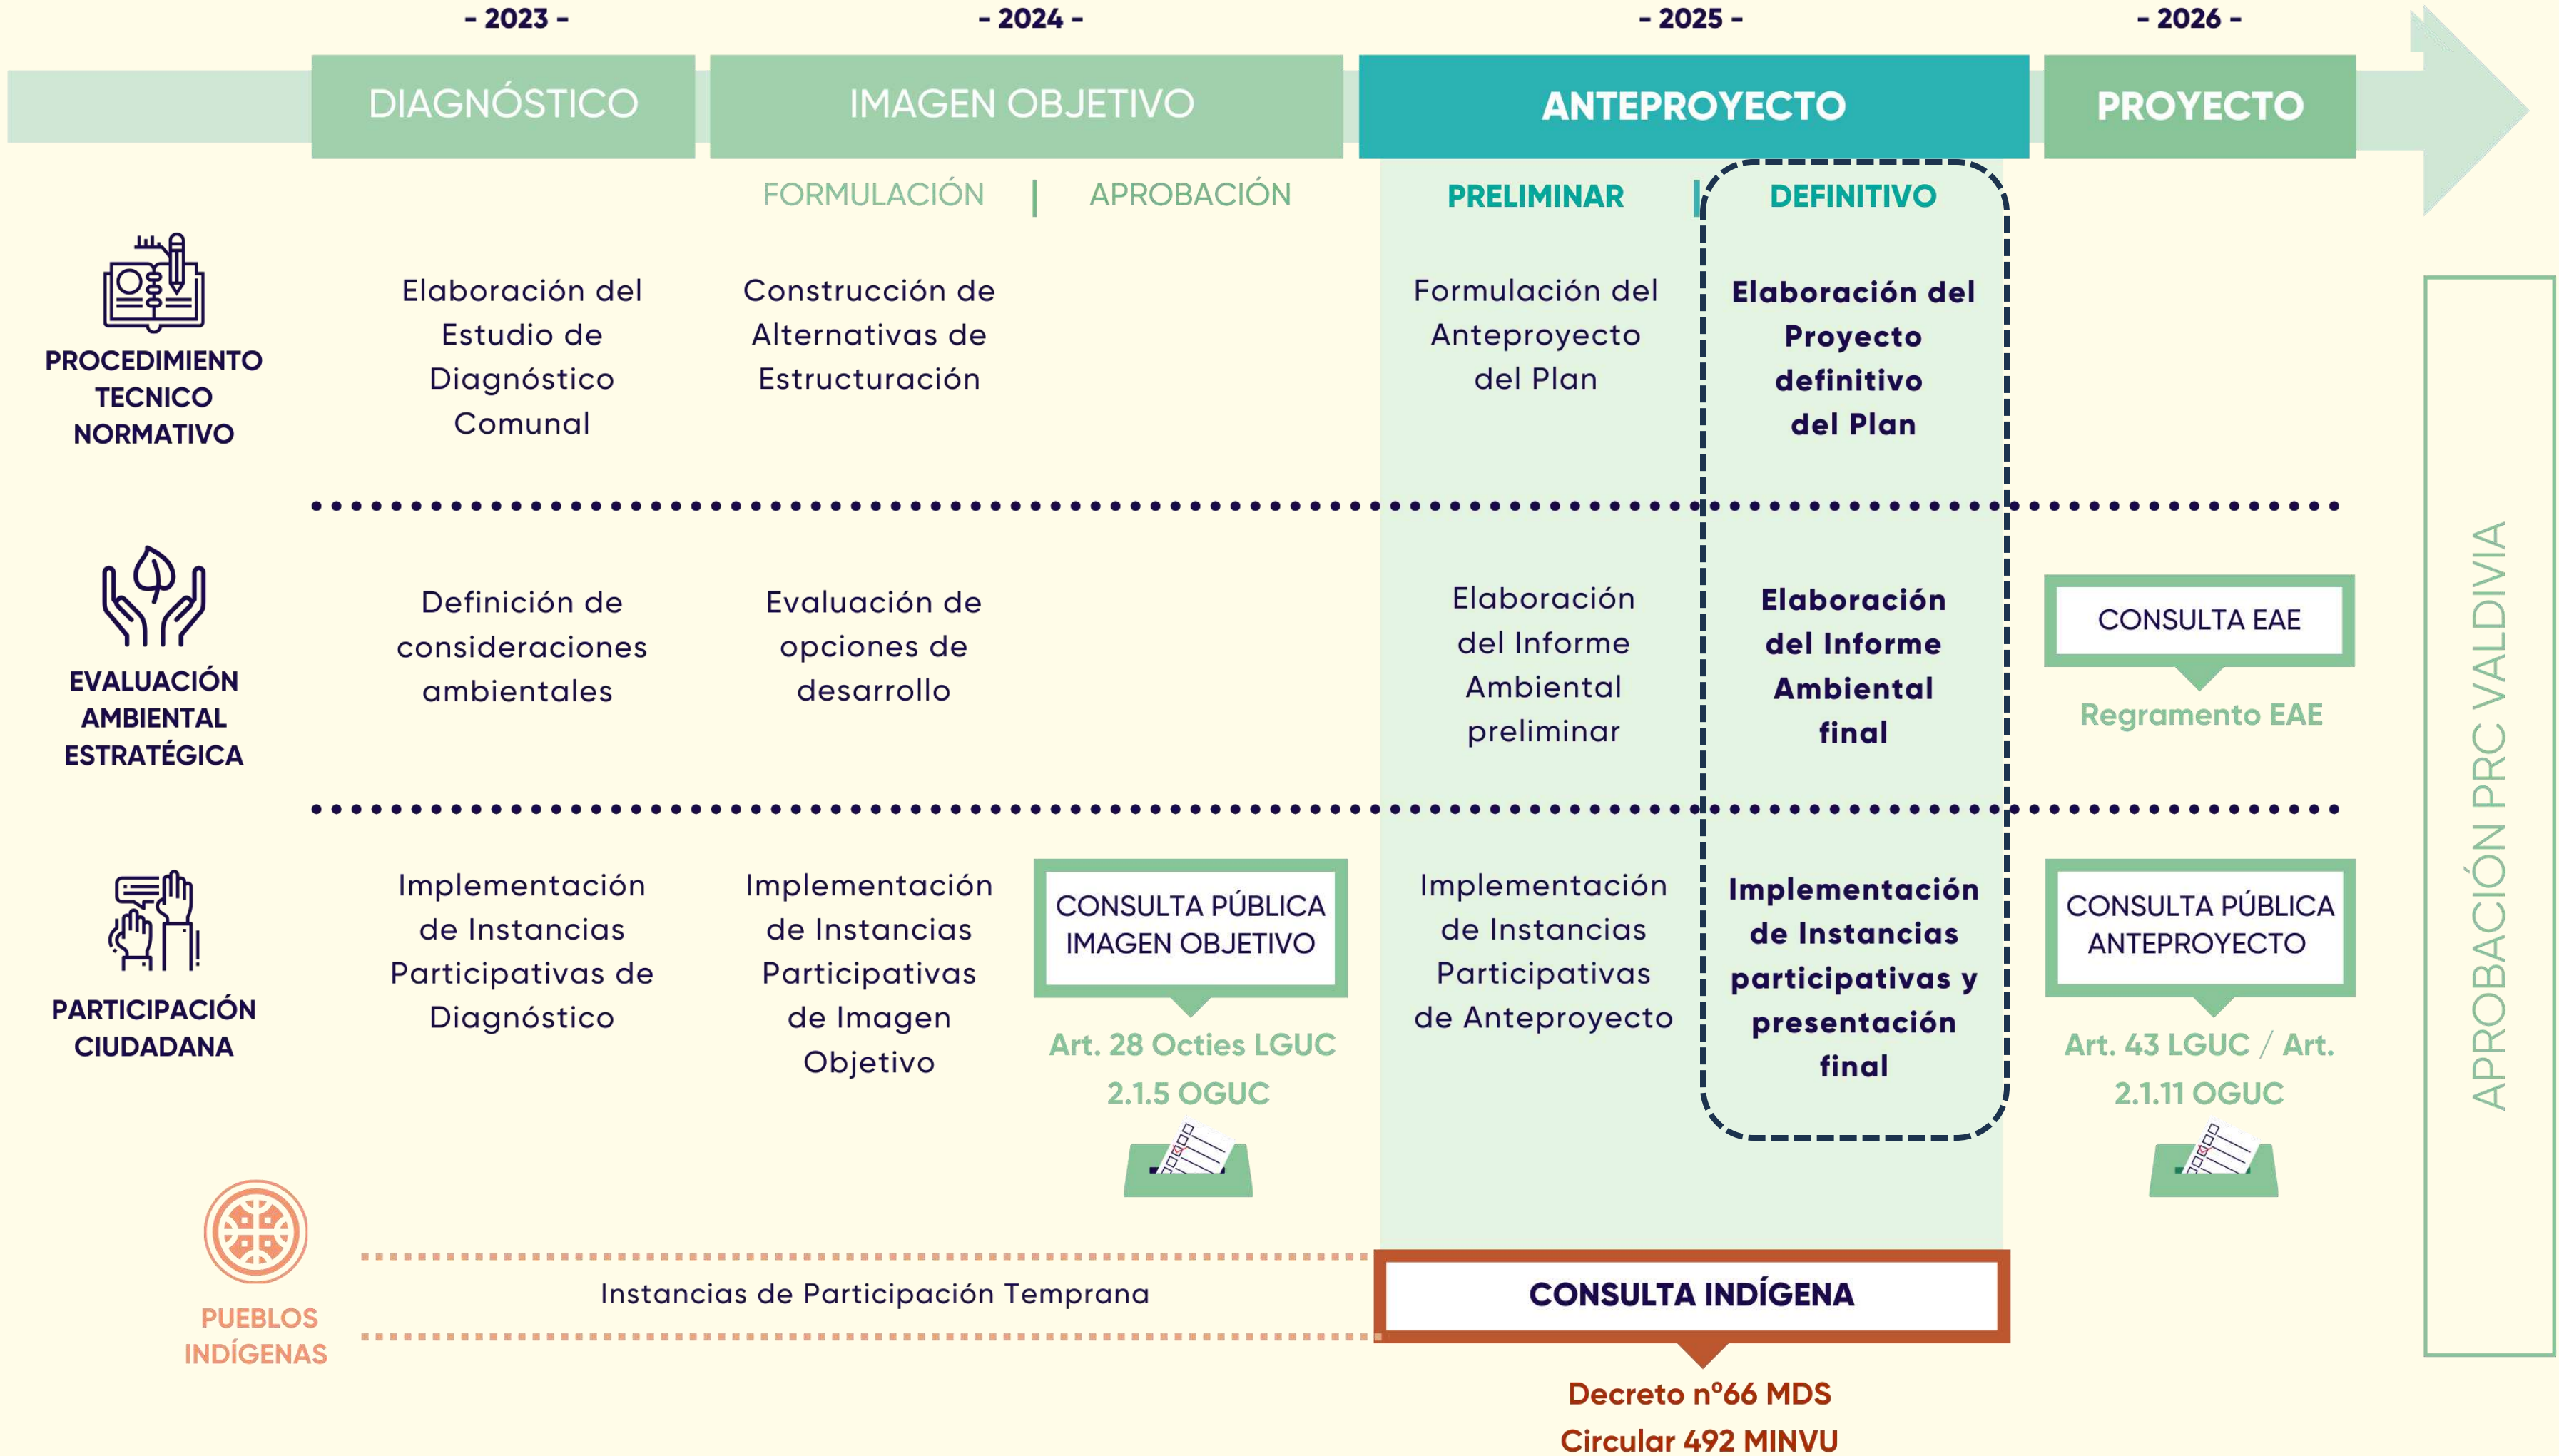 - 2023 -
- 2024 -
- 2025 -
- 2026 -
DIAGNÓSTICO
IMAGEN OBJETIVO
ANTEPROYECTO
PROYECTO
FORMULACIÓN | APROBACIÓN
PRELIMINAR | DEFINITIVO
PROCEDIMIENTO
TECNICO
NORMATIVO
Elaboración del
Estudio de
Diagnóstico
Comunal
Construcción de
Alternativas de
Estructuración
Formulación del
Anteproyecto
del Plan
Elaboración del
Proyecto
definitivo
del Plan
EVALUACIÓN
AMBIENTAL
ESTRATÉGICA
Definición de
consideraciones
ambientales
Evaluación de
opciones de
desarrollo
Elaboración
del Informe
Ambiental
preliminar
Elaboración
del Informe
Ambiental
final
CONSULTA EAE
Regramento EAE
PARTICIPACIÓN
CIUDADANA
Implementación
de Instancias
Participativas de
Diagnóstico
Implementación
de Instancias
Participativas
de Imagen
Objetivo
CONSULTA PÚBLICA
IMAGEN OBJETIVO
Art. 28 Octies LGUC
2.1.5 OGUC
Implementación
de Instancias
Participativas
de Anteproyecto
Implementación
de Instancias
participativas y
presentación
final
CONSULTA PÚBLICA
ANTEPROYECTO
Art. 43 LGUC / Art.
2.1.11 OGUC
APROBACIÓN PRC VALDIVIA
PUEBLOS
INDÍGENAS
Instancias de Participación Temprana
CONSULTA INDÍGENA
Decreto nº66 MDS
Circular 492 MINVU